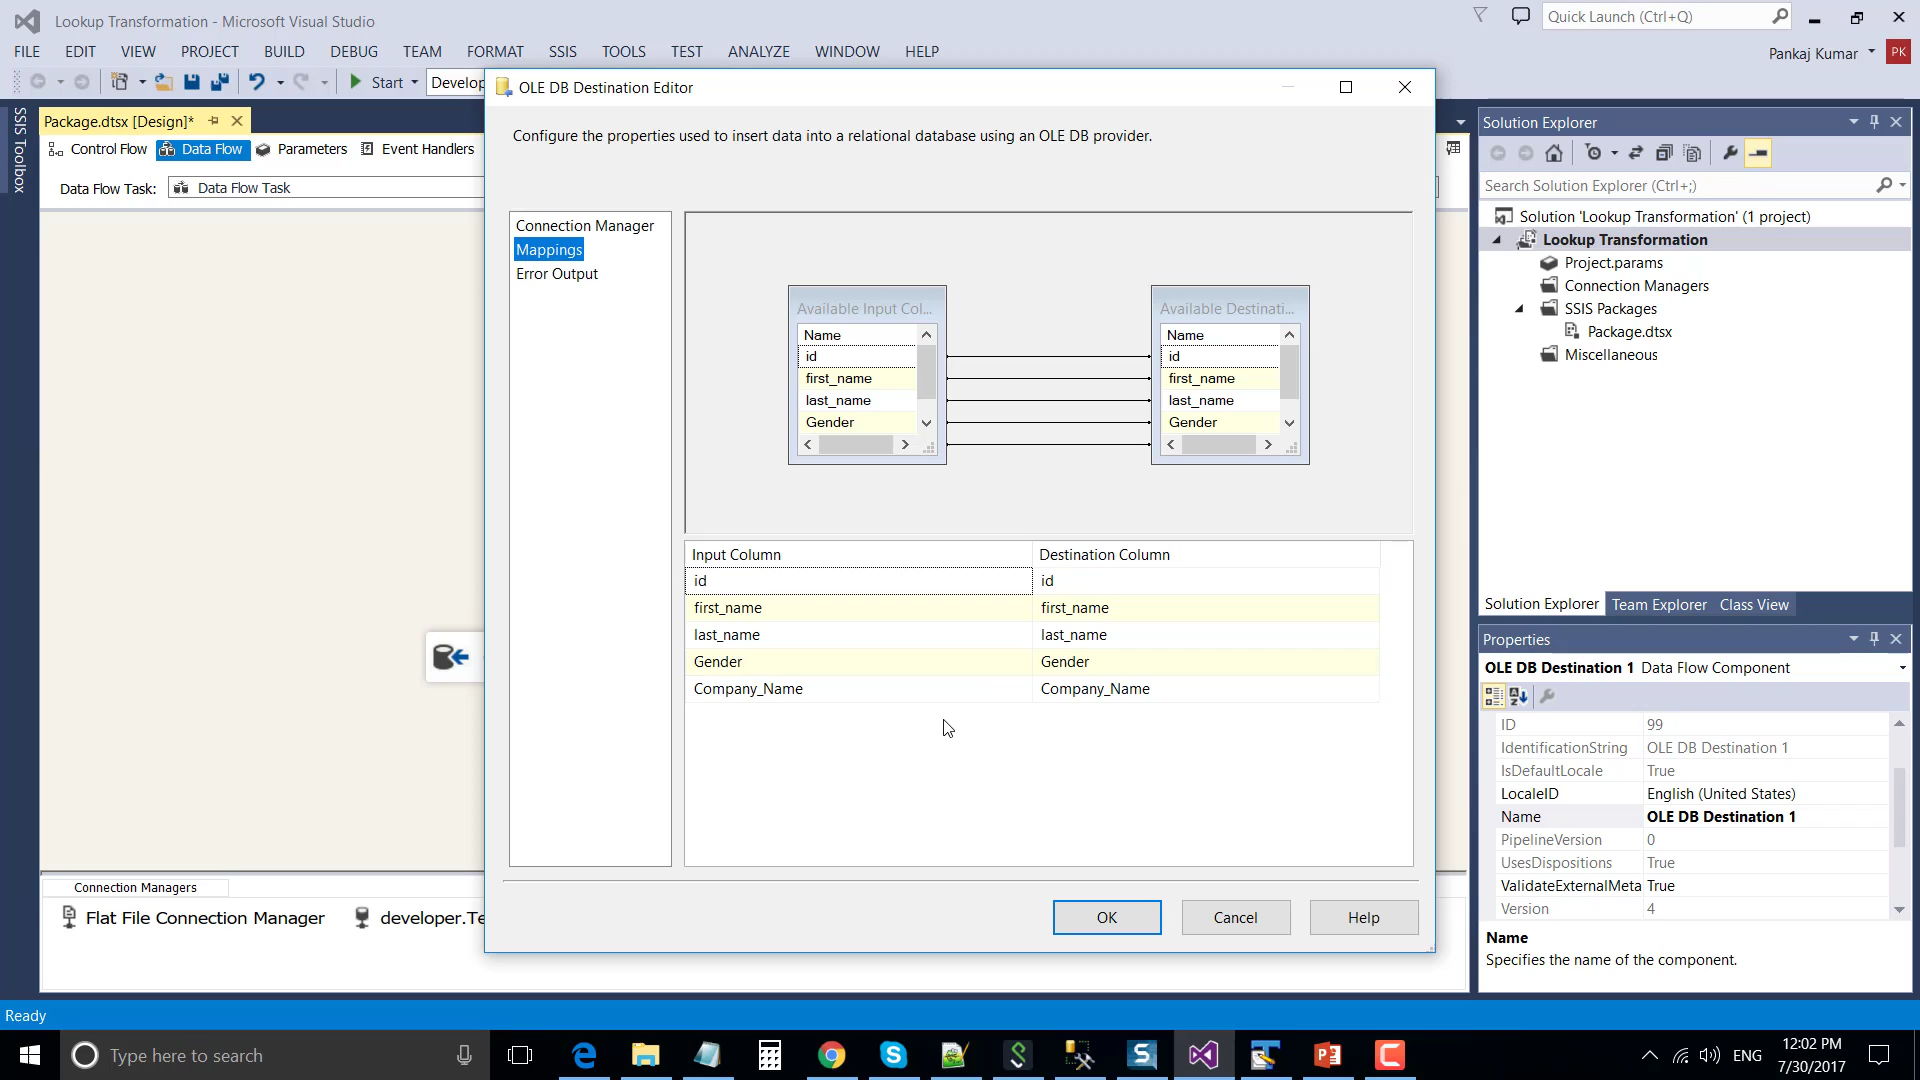 Lookup Transformation - Microsoft Visual Studio
Quick Launch (Ctrl+Q)
FILE EDIT VIEW PROJECT BUILD DEBUG TEAM FORMAT SSIS TOOLS TEST ANALYZE WINDOW HELP
Pankaj Kumar PK
Start Develop
SSIS Toolbox
Package.dtsx [Design]*
Control Flow Data Flow Parameters Event Handlers
Data Flow Task: Data Flow Task
OLE DB Destination Editor
Configure the properties used to insert data into a relational database using an OLE DB provider.
Connection Manager
Mappings
Error Output
Available Input Col...
Name
id
first_name
last_name
Gender
Available Destinati...
Name
id
first_name
last_name
Gender
Input Column Destination Column
id id
first_name first_name
last_name last_name
Gender Gender
Company_Name Company_Name
OK Cancel Help
Connection Managers
Flat File Connection Manager developer.Te
Solution Explorer
Search Solution Explorer (Ctrl+;)
Solution 'Lookup Transformation' (1 project)
Lookup Transformation
Project.params
Connection Managers
SSIS Packages
Package.dtsx
Miscellaneous
Solution Explorer Team Explorer Class View
Properties
OLE DB Destination 1 Data Flow Component
ID 99
IdentificationString OLE DB Destination 1
IsDefaultLocale True
LocaleID English (United States)
Name OLE DB Destination 1
PipelineVersion 0
UsesDispositions True
ValidateExternalMeta True
Version 4
Name
Specifies the name of the component.
Ready
Type here to search
ENG
12:02 PM
7/30/2017